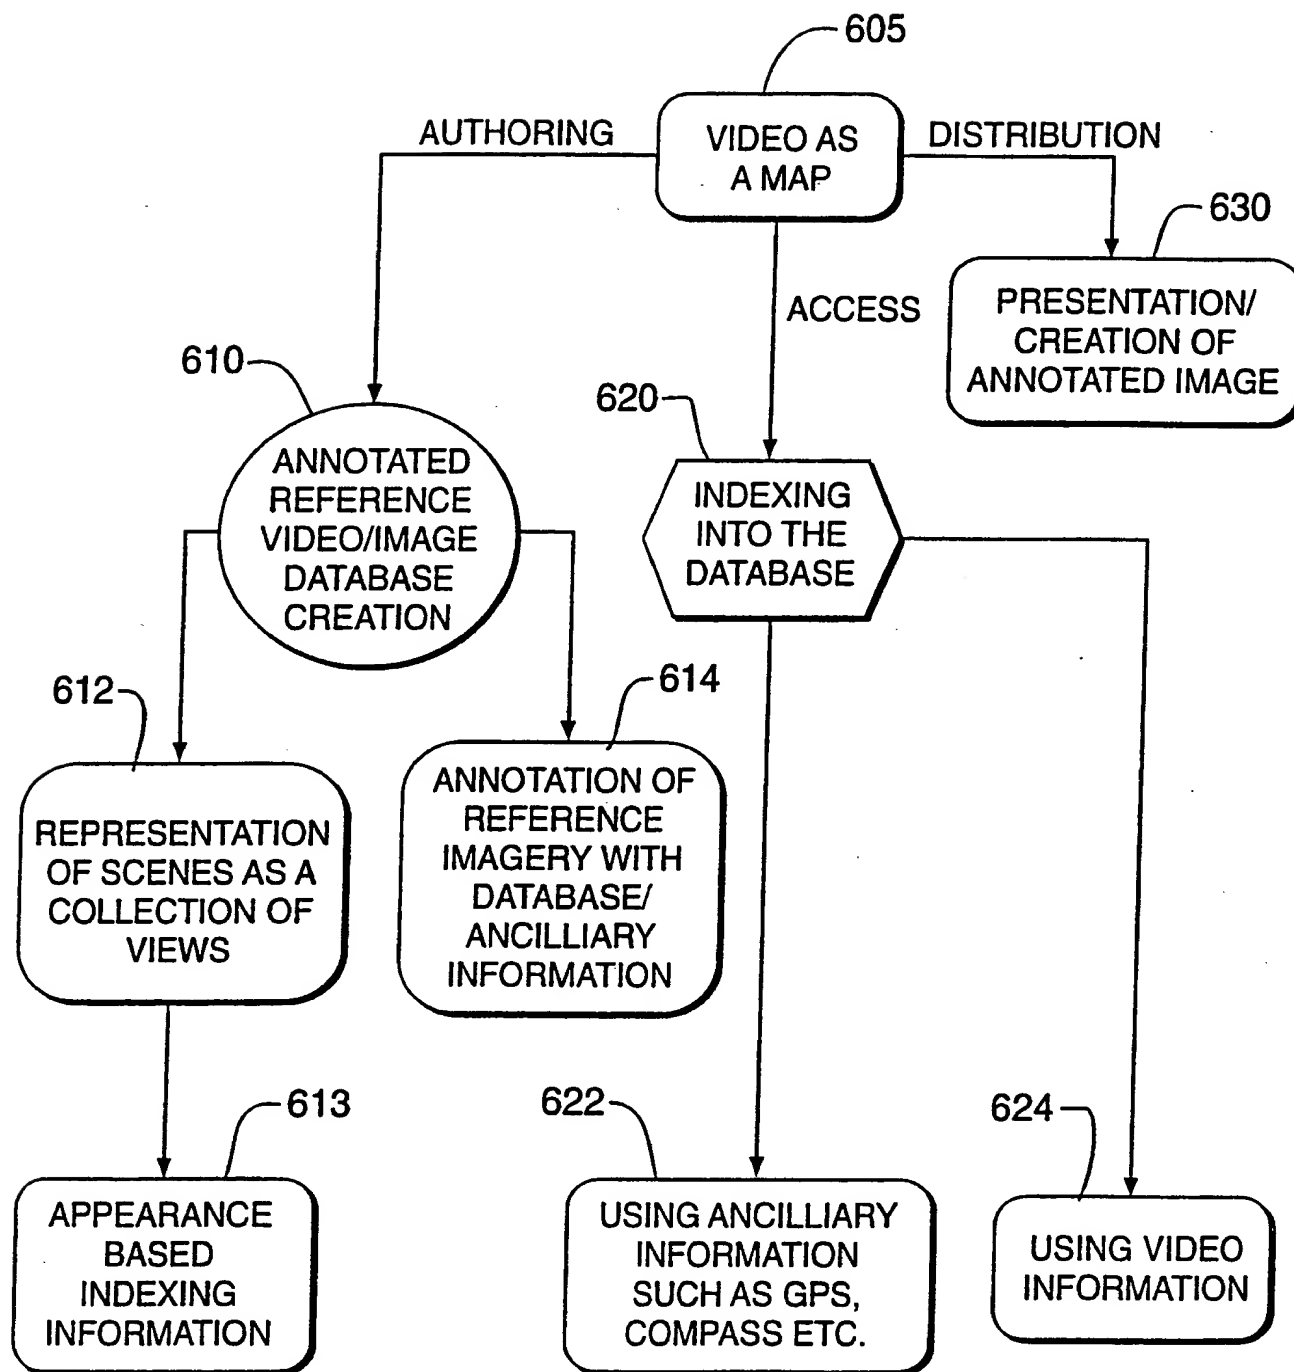 605
VIDEO AS
A MAP
AUTHORING
DISTRIBUTION
ACCESS
630
PRESENTATION/
CREATION OF
ANNOTATED IMAGE
610
ANNOTATED
REFERENCE
VIDEO/IMAGE
DATABASE
CREATION
620
INDEXING
INTO THE
DATABASE
612
REPRESENTATION
OF SCENES AS A
COLLECTION OF
VIEWS
614
ANNOTATION OF
REFERENCE
IMAGERY WITH
DATABASE/
ANCILLIARY
INFORMATION
613
APPEARANCE
BASED
INDEXING
INFORMATION
622
USING ANCILLIARY
INFORMATION
SUCH AS GPS,
COMPASS ETC.
624
USING VIDEO
INFORMATION